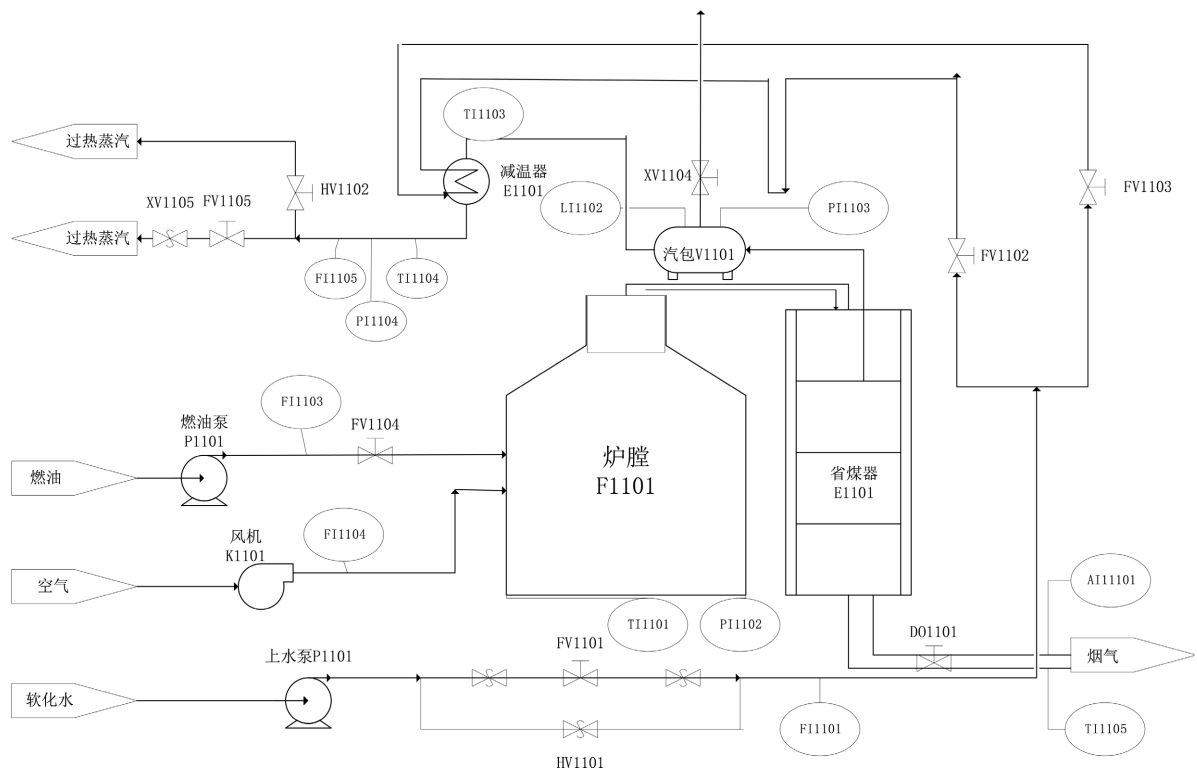 TI1103
过热蒸汽
减温器
E1101
XV1104
HV1102
FV1103
XV1105
FV1105
LI1102
PI1103
过热蒸汽
汽包V1101
FV1102
FI1105
TI1104
PI1104
FI1103
燃油泵
P1101
FV1104
炉膛
F1101
燃油
省煤器
E1101
风机
K1101
FI1104
空气
AI11101
TI1101
PI1102
DO1101
FV1101
上水泵P1101
烟气
软化水
FI1101
TI1105
HV1101